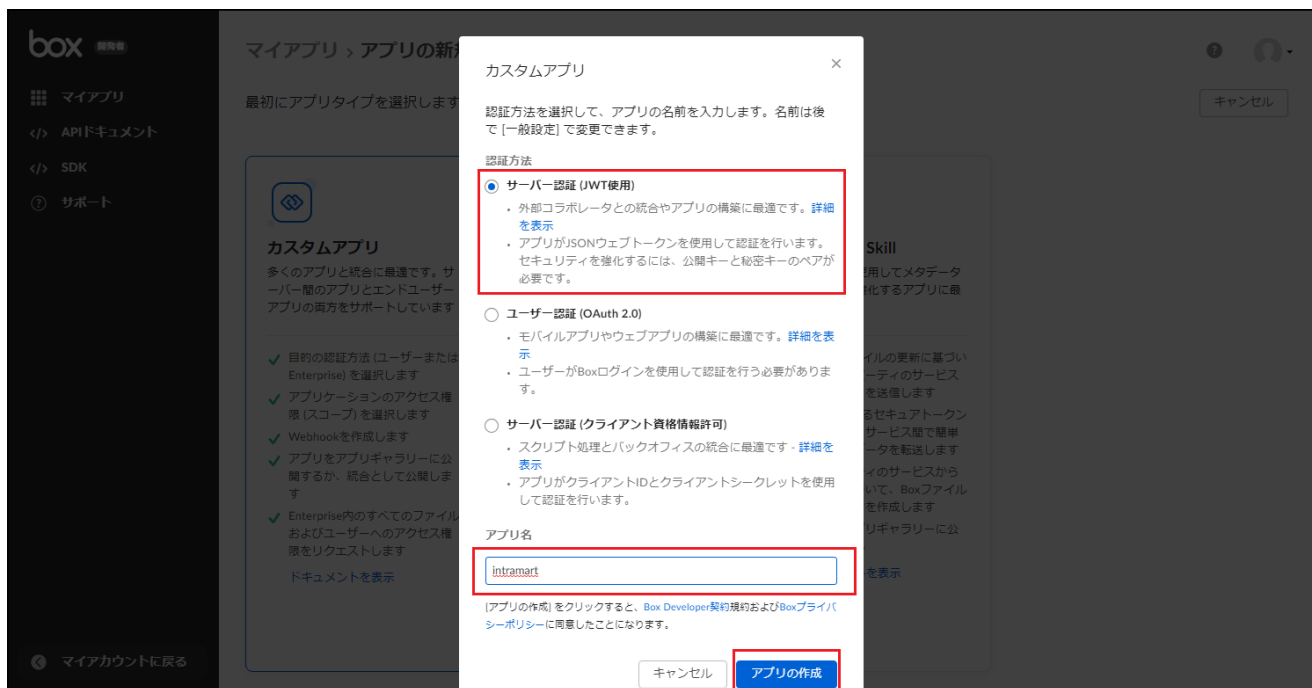 box 開発者
マイアプリ
APIドキュメント
SDK
サポート
マイアカウントに戻る
マイアプリ › アプリの新規
最初にアプリタイプを選択します
キャンセル
カスタムアプリ
多くのアプリと統合に最適です。サ
ーバー間のアプリとエンドユーザー
アプリの両方をサポートしています
目的の認証方法 (ユーザーまたは
Enterprise) を選択します
アプリケーションのアクセス権
限 (スコープ) を選択します
Webhookを作成します
アプリをアプリギャラリーに公
開するか、統合として公開しま
す
Enterprise内のすべてのファイル
およびユーザーへのアクセス権
限をリクエストします
ドキュメントを表示
カスタムアプリ
認証方法を選択して、アプリの名前を入力します。名前は後
で [一般設定] で変更できます。
認証方法
サーバー認証 (JWT使用)
外部コラボレータとの統合やアプリの構築に最適です。詳細
を表示
アプリがJSONウェブトークンを使用して認証を行います。
セキュリティを強化するには、公開キーと秘密キーのペアが
必要です。
ユーザー認証 (OAuth 2.0)
モバイルアプリやウェブアプリの構築に最適です。詳細を表
示
ユーザーがBoxログインを使用して認証を行う必要がありま
す。
サーバー認証 (クライアント資格情報許可)
スクリプト処理とバックオフィスの統合に最適です - 詳細を
表示
アプリがクライアントIDとクライアントシークレットを使用
して認証を行います。
アプリ名
intramart
[アプリの作成] をクリックすると、Box Developer契約規約およびBoxプライバ
シーポリシーに同意したことになります。
キャンセル
アプリの作成
Skill
用してメタデータ
化するアプリに最
イルの更新に基づい
ーティのサービス
を送信します
るセキュアトークン
サービス間で簡単
ータを転送します
ィのサービスから
いて、Boxファイル
を作成します
リギャラリーに公
を表示